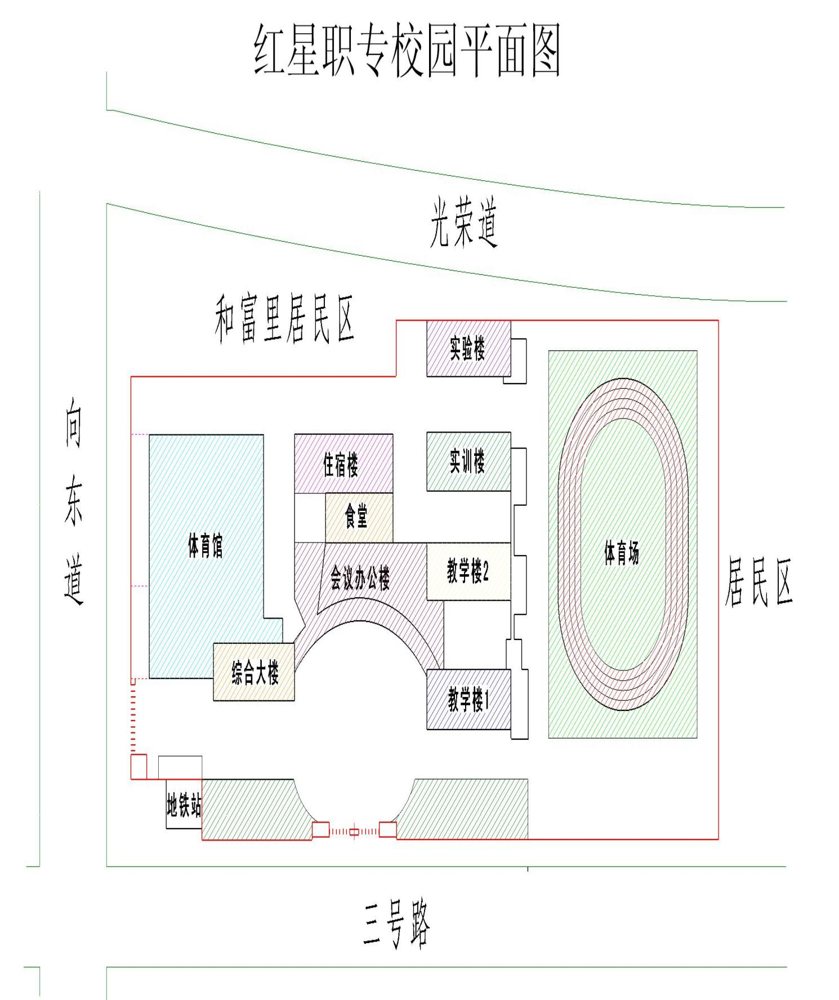 红星职专校园平面图
光荣道
和富里居民区
实验楼
向东道
住宿楼
实训楼
食堂
体育馆
体育场
会议办公楼
教学楼2
居民区
综合大楼
教学楼1
地铁站
三号路